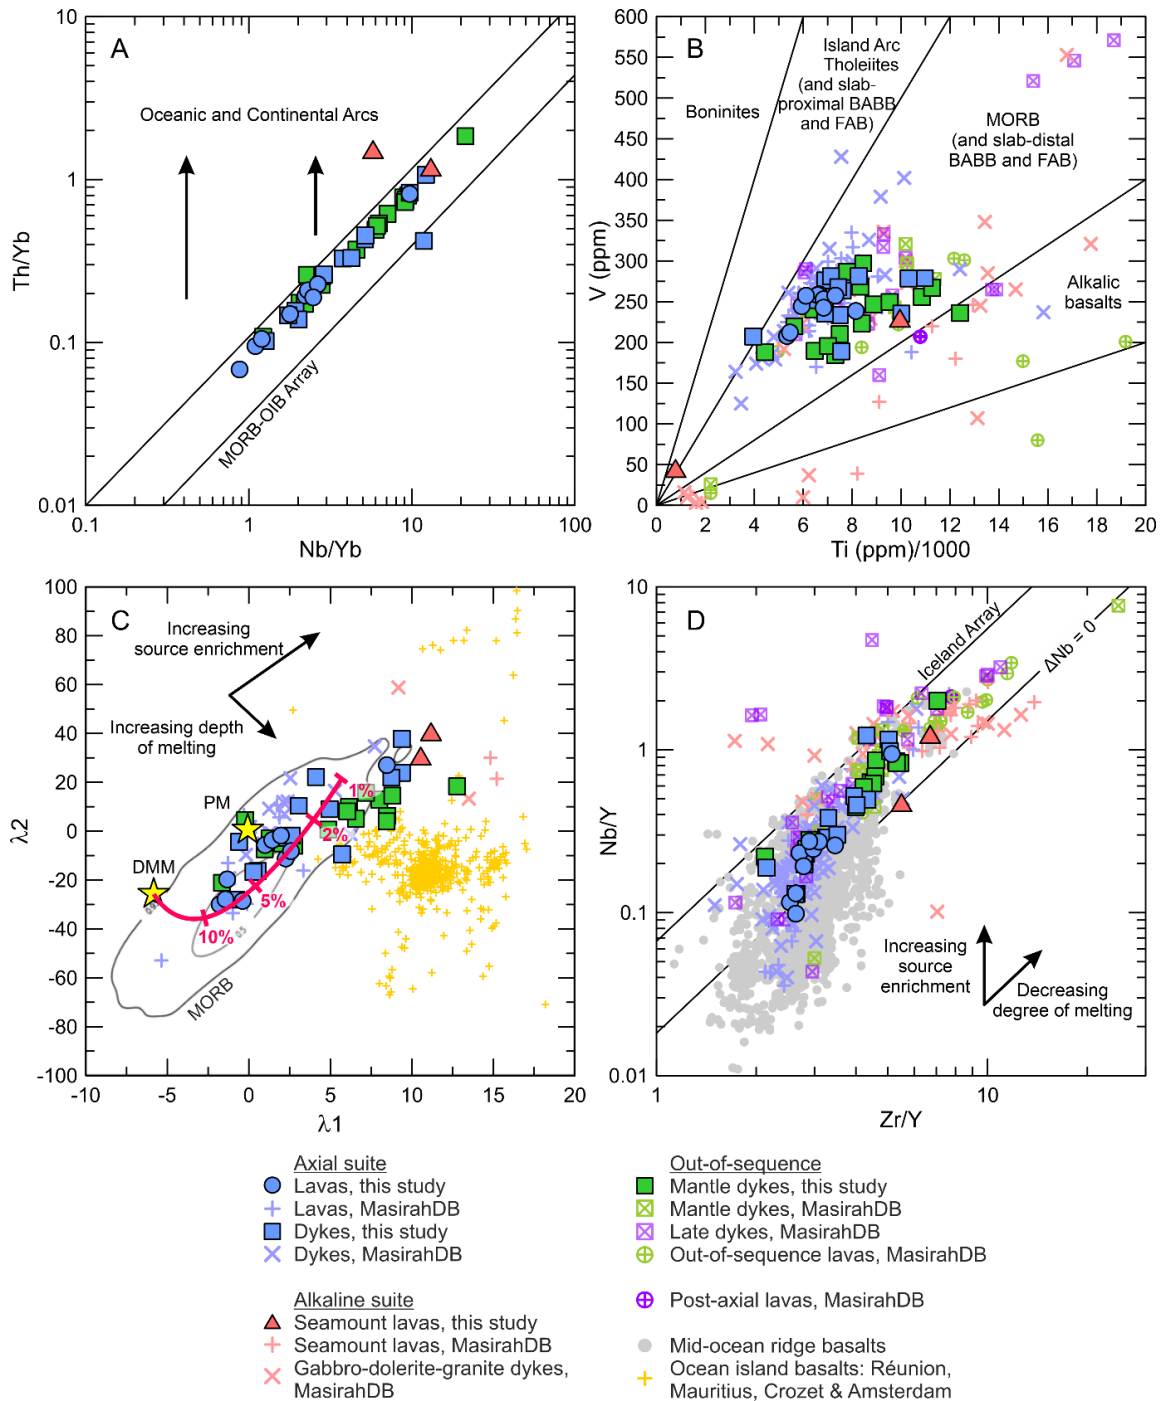 A
Oceanic and Continental Arcs
MORB-OIB Array
10
1
0.1
0.01
0.1
1
10
100
Th/Yb
Nb/Yb
B
Boninites
Island Arc
Tholeiites
(and slab-
proximal BABB
and FAB)
MORB
(and slab-distal
BABB and FAB)
Alkalic
basalts
600
550
500
450
400
350
300
250
200
150
100
50
0
0
2
4
6
8
10
12
14
16
18
20
V (ppm)
Ti (ppm)/1000
C
Increasing
source enrichment
Increasing depth
of melting
PM
DMM
1%
2%
5%
10%
0.5
MORB
100
80
60
40
20
0
-20
-40
-60
-80
-100
-10
-5
0
5
10
15
20
λ2
λ1
D
Iceland Array
ΔNb = 0
Increasing
source
enrichment
Decreasing
degree of melting
10
1
0.1
0.01
1
10
Nb/Y
Zr/Y
Axial suite
Lavas, this study
Lavas, MasirahDB
Dykes, this study
Dykes, MasirahDB
Alkaline suite
Seamount lavas, this study
Seamount lavas, MasirahDB
Gabbro-dolerite-granite dykes,
MasirahDB
Out-of-sequence
Mantle dykes, this study
Mantle dykes, MasirahDB
Late dykes, MasirahDB
Out-of-sequence lavas, MasirahDB
Post-axial lavas, MasirahDB
Mid-ocean ridge basalts
Ocean island basalts: Réunion,
Mauritius, Crozet & Amsterdam